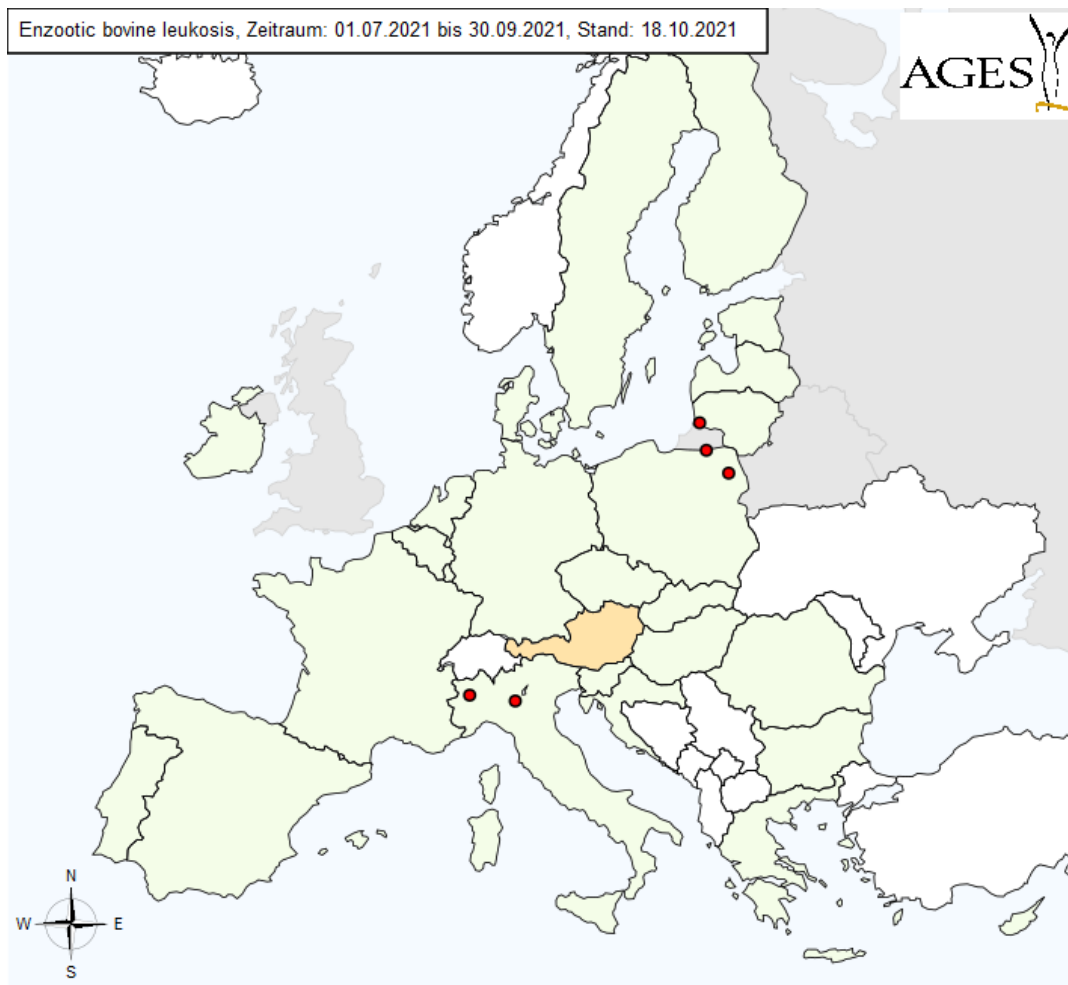 Enzootic bovine leukosis, Zeitraum: 01.07.2021 bis 30.09.2021, Stand: 18.10.2021
AGES
N
W E
S